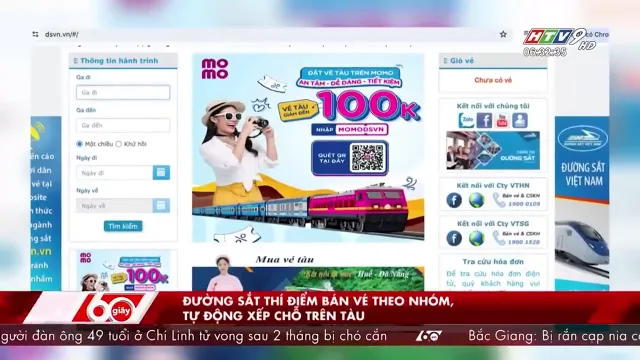 dsvn.vn/#/
HTV9 HD
06:32:35
Thông tin hành trình
Ga đi
Ga đi
Ga đến
Ga đến
Một chiều
Khứ hồi
Ngày đi
Ngày đi
Ngày về
Ngày về
Tìm kiếm
mo
mo
ĐẶT VÉ TÀU TRÊN MOMO
AN TÂM - DỄ DÀNG - TIẾT KIỆM
VÉ TÀU
GIẢM ĐẾN
100K
NHẬP MOMODSVN
QUÉT QR
TẠI ĐÂY
Giỏ vé
Chưa có vé
Kết nối với chúng tôi
Zalo
ĐƯỜNG SẮT
Kết nối với Cty VTHN
Bán vé & CSKH
1900 0109
Kết nối với Cty VTSG
Bán vé & CSKH
1900 1520
Tra cứu hóa đơn
Để tra cứu hóa đơn điện
tử, quý khách hàng vui
ĐƯỜNG SẮT
VIỆT NAM
100K
Mua vé tàu
Huế - Đà Nẵng
60 giây
ĐƯỜNG SẮT THÍ ĐIỂM BÁN VÉ THEO NHÓM,
TỰ ĐỘNG XẾP CHỖ TRÊN TÀU
người đàn ông 49 tuổi ở Chí Linh tử vong sau 2 tháng bị chó cắn
60s
Bắc Giang: Bị rắn cạp nia c